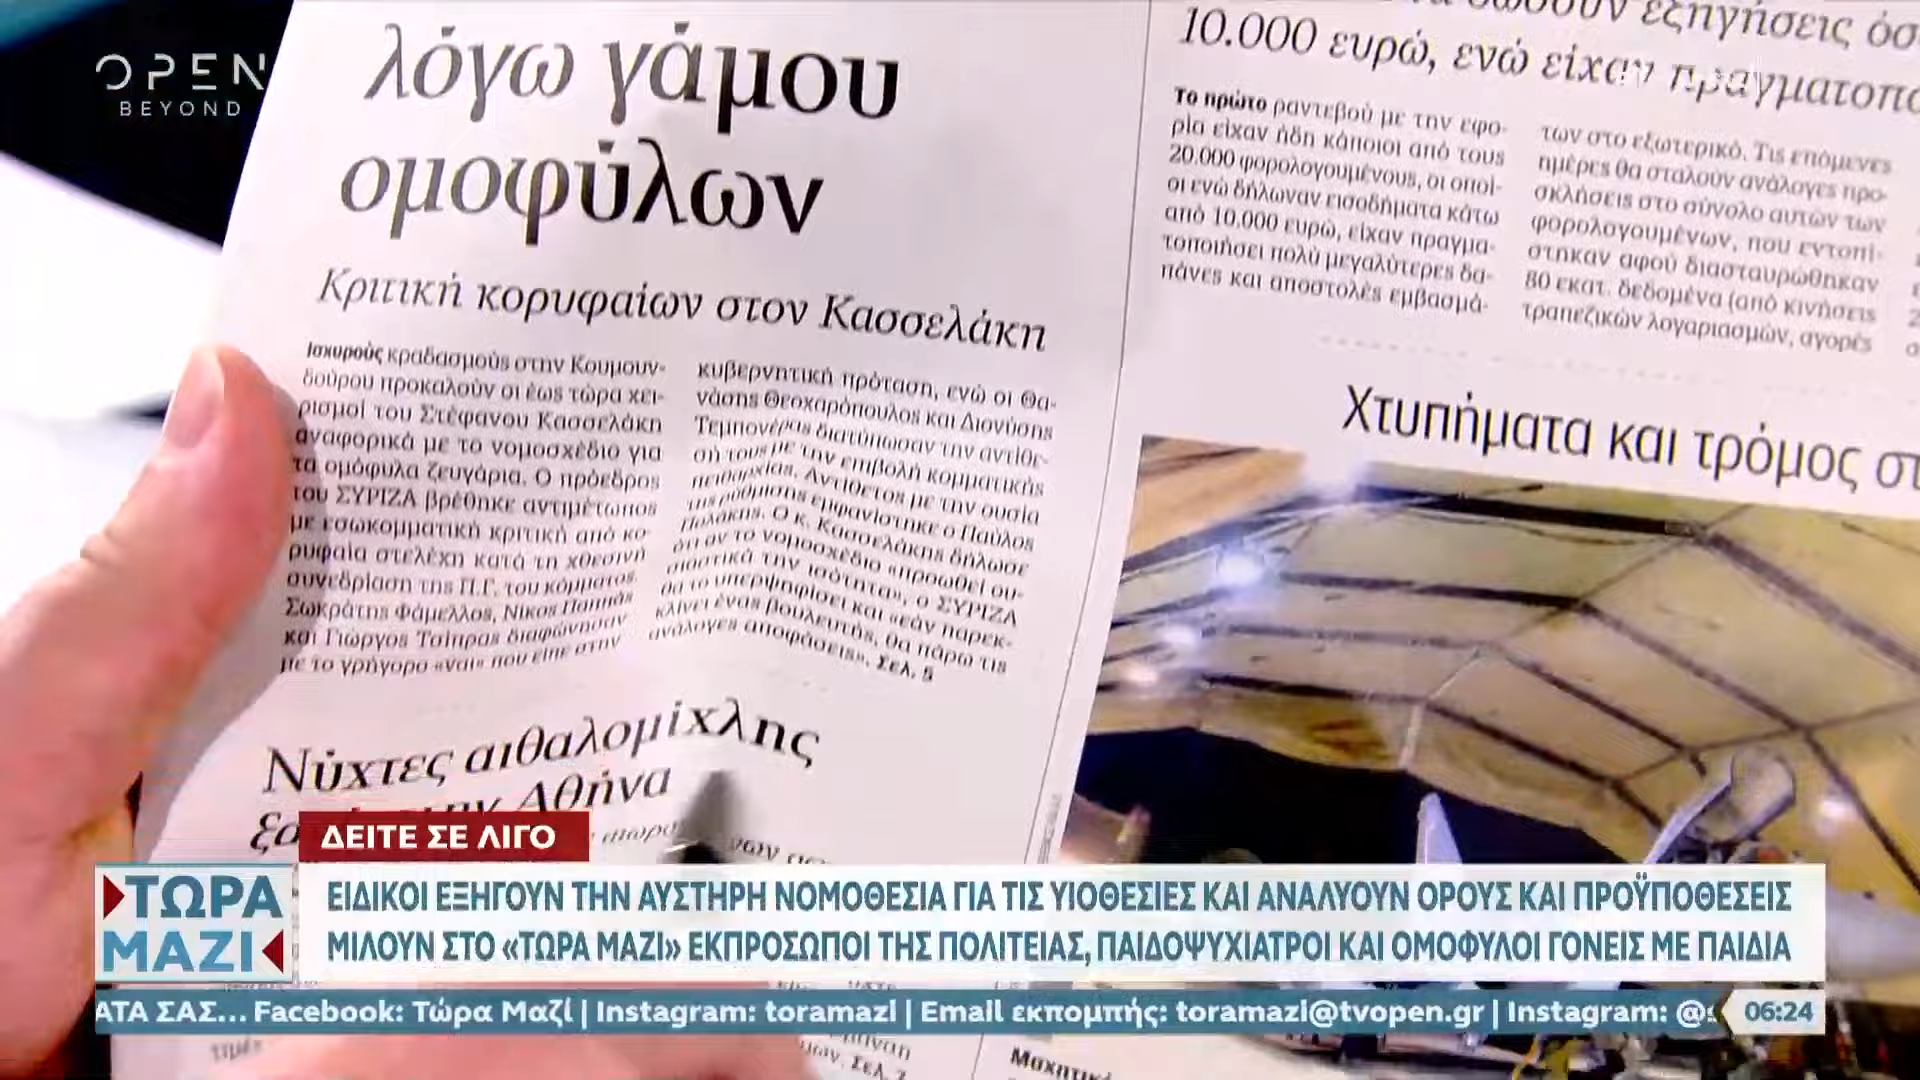 OPEN
BEYOND
λόγω γάμου
ομοφύλων
Κριτική κορυφαίων στον Κασσελάκη
Ισχυρούς κραδασμούς στην Κουμουν-
δούρου προκαλούν οι έως τώρα χει-
ρισμοί του Στέφανου Κασσελάκη
αναφορικά με το νομοσχέδιο για
τα ομόφυλα ζευγάρια. Ο πρόεδρος
του ΣΥΡΙΖΑ βρέθηκε αντιμέτωπος
με εσωκομματική κριτική από κο-
ρυφαία στελέχη κατά τη χθεσινή
συνεδρίαση της Π.Γ. του κόμματος.
Σωκράτης Φάμελλος, Νίκος Παππάς
και Γιώργος Τσίπρας διαφώνησαν
με το γρήγορο «ναι» που είπε στην
κυβερνητική πρόταση, ενώ οι Θα-
νάσης Θεοχαρόπουλος και Διονύσης
Τεμπονέρας διατύπωσαν την αντίθε-
σή τους με την επιβολή κομματικής
πειθαρχίας. Αντίθετος με την ουσία
της ρύθμισης εμφανίστηκε ο Παύλος
Πολάκης. Ο κ. Κασσελάκης δήλωσε
ότι αν το νομοσχέδιο «προωθεί ου-
σιαστικά την ισότητα», ο ΣΥΡΙΖΑ
θα το υπερψηφίσει και «εάν παρεκ-
κλίνει ένας βουλευτής, θα πάρω τις
ανάλογες αποφάσεις». Σελ. 5
Νύχτες αιθαλομίχλης
Αθήνα
εξηγήσεις
10.000 ευρώ, ενώ είχαν
Το πρώτο ραντεβού με την εφο-
ρία είχαν ήδη κάποιοι από τους
20.000 φορολογουμένους, οι οποί-
οι ενώ δήλωναν εισοδήματα κάτω
από 10.000 ευρώ, είχαν πραγμα-
τοποιήσει πολύ μεγαλύτερες δα-
πάνες και αποστολές εμβασμά-
των στο εξωτερικό. Τις επόμενες
ημέρες θα σταλούν ανάλογες προ-
σκλήσεις στο σύνολο αυτών των
φορολογουμένων, που εντοπί-
στηκαν αφού διασταυρώθηκαν
80 εκατ. δεδομένα (από κινήσεις
τραπεζικών λογαριασμών, αγορές
Χτυπήματα και τρόμος στ
ΔΕΙΤΕ ΣΕ ΛΙΓΟ
ΤΩΡΑ
ΜΑΖΙ
ΕΙΔΙΚΟΙ ΕΞΗΓΟΥΝ ΤΗΝ ΑΥΣΤΗΡΗ ΝΟΜΟΘΕΣΙΑ ΓΙΑ ΤΙΣ ΥΙΟΘΕΣΙΕΣ ΚΑΙ ΑΝΑΛΥΟΥΝ ΟΡΟΥΣ ΚΑΙ ΠΡΟΫΠΟΘΕΣΕΙΣ
ΜΙΛΟΥΝ ΣΤΟ «ΤΩΡΑ ΜΑΖΙ» ΕΚΠΡΟΣΩΠΟΙ ΤΗΣ ΠΟΛΙΤΕΙΑΣ, ΠΑΙΔΟΨΥΧΙΑΤΡΟΙ ΚΑΙ ΟΜΟΦΥΛΟΙ ΓΟΝΕΙΣ ΜΕ ΠΑΙΔΙΑ
ΑΤΑ ΣΑΣ... Facebook: Τώρα Μαζί | Instagram: toramazi | Email εκπομπής: toramazi@tvopen.gr | Instagram: @
06:24